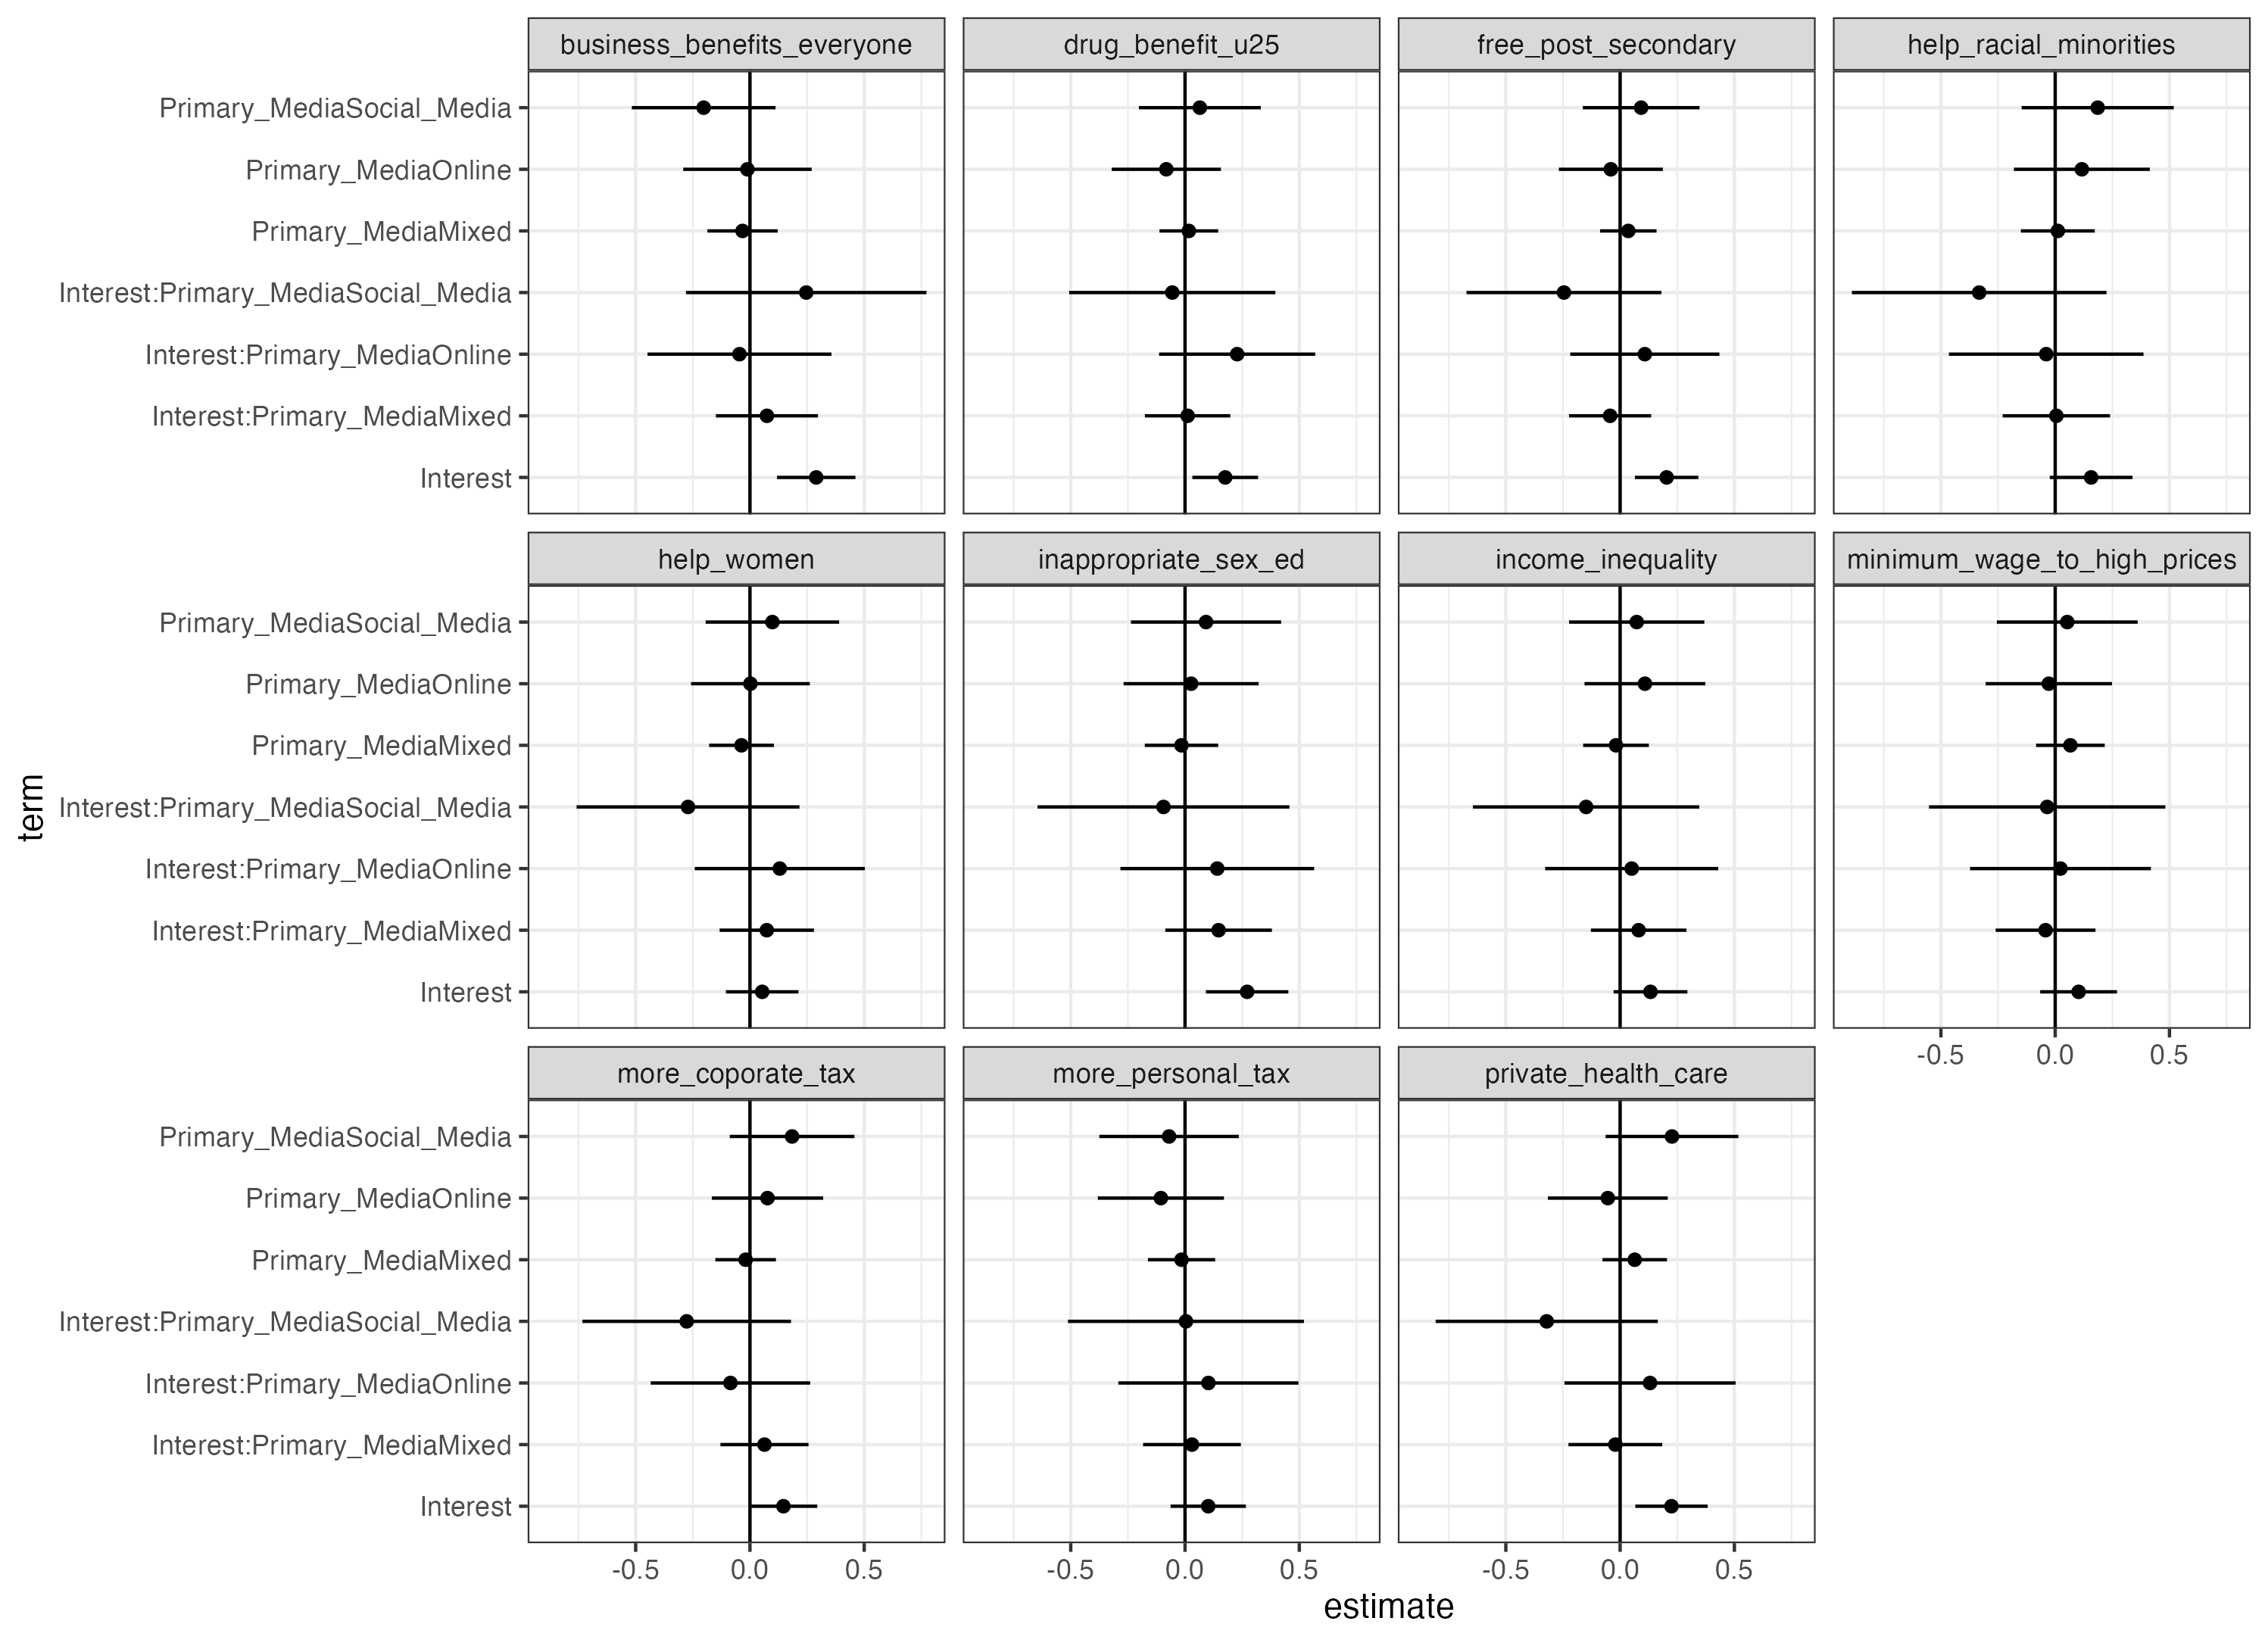 business_benefits_everyone
drug_benefit_u25
free_post_secondary
help_racial_minorities
Primary_MediaSocial_Media
Primary_MediaOnline
Primary_MediaMixed
Interest:Primary_MediaSocial_Media
Interest:Primary_MediaOnline
Interest:Primary_MediaMixed
Interest
help_women
inappropriate_sex_ed
income_inequality
minimum_wage_to_high_prices
Primary_MediaSocial_Media
Primary_MediaOnline
Primary_MediaMixed
Interest:Primary_MediaSocial_Media
Interest:Primary_MediaOnline
Interest:Primary_MediaMixed
Interest
term
-0.5 0.0 0.5
more_coporate_tax
more_personal_tax
private_health_care
Primary_MediaSocial_Media
Primary_MediaOnline
Primary_MediaMixed
Interest:Primary_MediaSocial_Media
Interest:Primary_MediaOnline
Interest:Primary_MediaMixed
Interest
-0.5 0.0 0.5
-0.5 0.0 0.5
-0.5 0.0 0.5
estimate